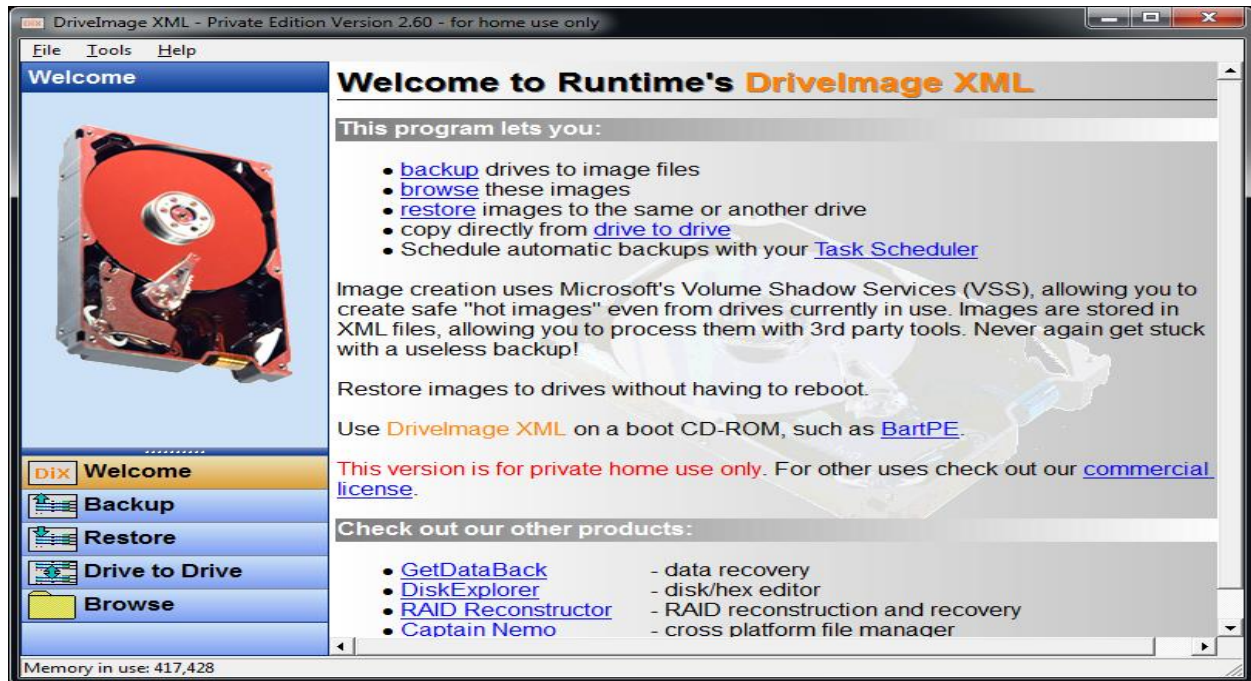 DiX DriveImage XML - Private Edition Version 2.60 - for home use only
File Tools Help
Welcome
Welcome to Runtime's DriveImage XML
This program lets you:
• backup drives to image files
• browse these images
• restore images to the same or another drive
• copy directly from drive to drive
• Schedule automatic backups with your Task Scheduler
Image creation uses Microsoft's Volume Shadow Services (VSS), allowing you to
create safe "hot images" even from drives currently in use. Images are stored in
XML files, allowing you to process them with 3rd party tools. Never again get stuck
with a useless backup!
Restore images to drives without having to reboot.
Use DriveImage XML on a boot CD-ROM, such as BartPE.
This version is for private home use only. For other uses check out our commercial
license.
Check out our other products:
• GetDataBack - data recovery
• DiskExplorer - disk/hex editor
• RAID Reconstructor - RAID reconstruction and recovery
• Captain Nemo - cross platform file manager
DiX Welcome
Backup
Restore
Drive to Drive
Browse
Memory in use: 417,428